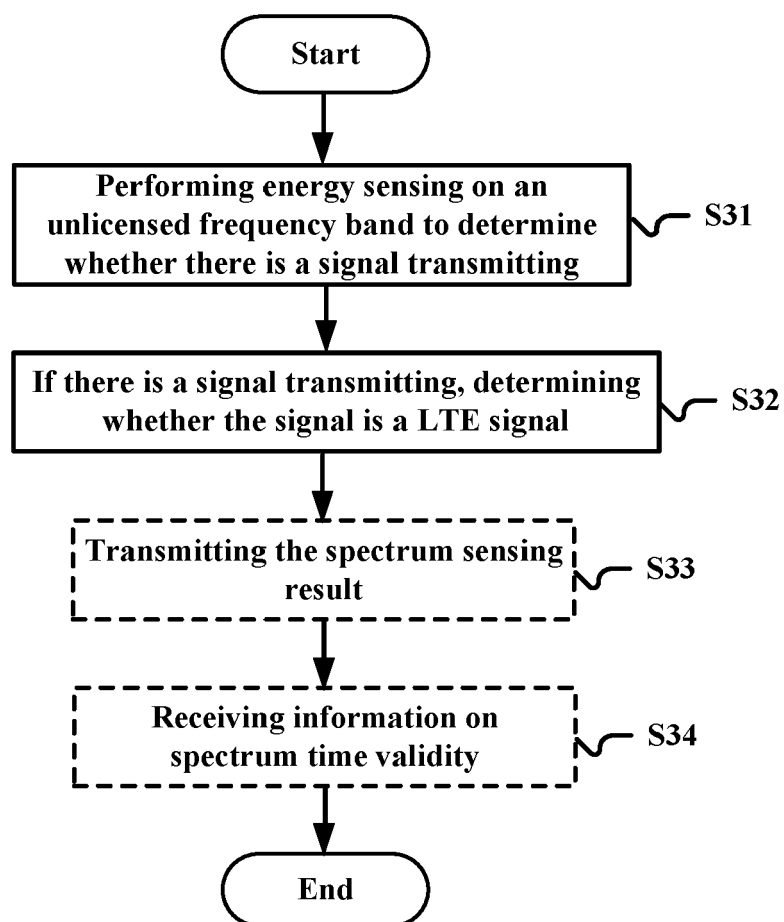 Start
Performing energy sensing on an
unlicensed frequency band to determine
whether there is a signal transmitting
S31
If there is a signal transmitting, determining
whether the signal is a LTE signal
S32
Transmitting the spectrum sensing
result
S33
Receiving information on
spectrum time validity
S34
End